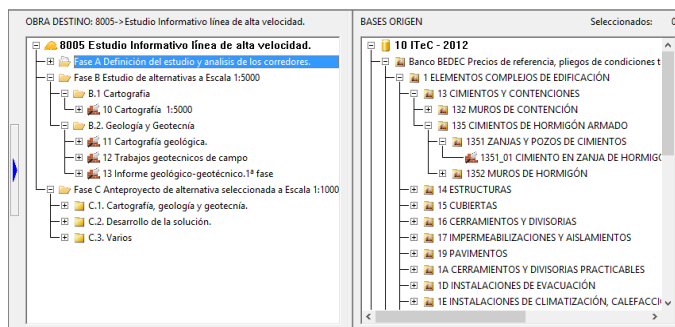 OBRA DESTINO: 8005->Estudio Informativo línea de alta velocidad.
8005 Estudio Informativo línea de alta velocidad.
Fase A Definición del estudio y analisis de los corredores.
Fase B Estudio de alternativas a Escala 1:5000
B.1 Cartografia
10 Cartografía 1:5000
B.2. Geología y Geotecnía
11 Cartografía geológica.
12 Trabajos geotecnicos de campo
13 Informe geológico-geotécnico.1ª fase
Fase C Anteproyecto de alternativa seleccionada a Escala 1:1000
C.1. Cartografía, geología y geotecnia.
C.2. Desarrollo de la solución.
C.3. Varios
BASES ORIGEN Seleccionados: 0
10 ITeC - 2012
Banco BEDEC Precios de referencia, pliegos de condiciones t
1 ELEMENTOS COMPLEJOS DE EDIFICACIÓN
13 CIMIENTOS Y CONTENCIONES
132 MUROS DE CONTENCIÓN
135 CIMIENTOS DE HORMIGÓN ARMADO
1351 ZANJAS Y POZOS DE CIMIENTOS
1351_01 CIMIENTO EN ZANJA DE HORMIGÓ
1352 MUROS DE HORMIGÓN
14 ESTRUCTURAS
15 CUBIERTAS
16 CERRAMIENTOS Y DIVISORIAS
17 IMPERMEABILIZACIONES Y AISLAMIENTOS
19 PAVIMENTOS
1A CERRAMIENTOS Y DIVISORIAS PRACTICABLES
1D INSTALACIONES DE EVACUACIÓN
1E INSTALACIONES DE CLIMATIZACIÓN, CALEFACCI